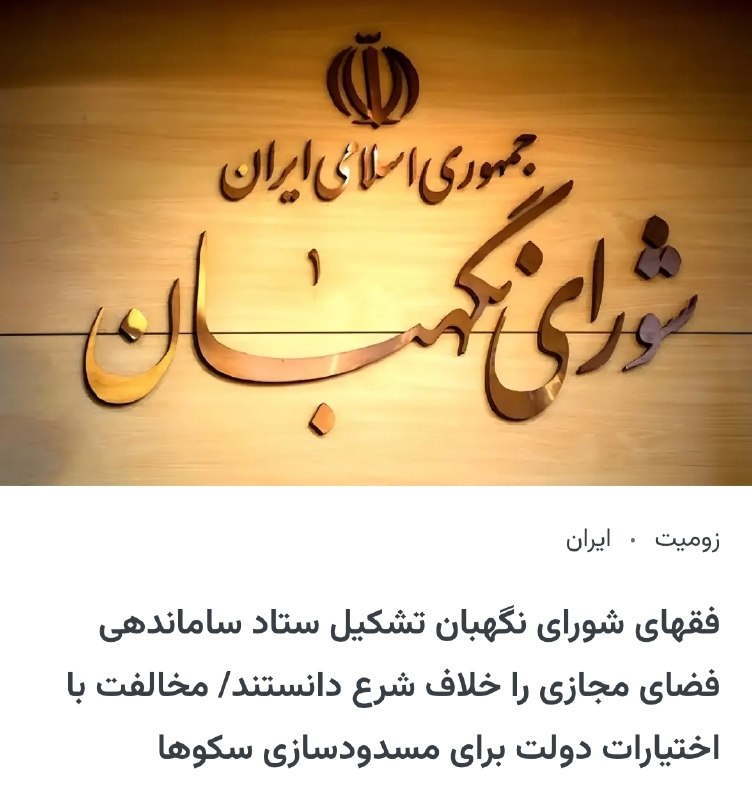 جمهوری اسلامی ایران
شورای نگهبان
زومیت · ایران
فقهای شورای نگهبان تشکیل ستاد ساماندهی
فضای مجازی را خلاف شرع دانستند/ مخالفت با
اختیارات دولت برای مسدودسازی سکوها